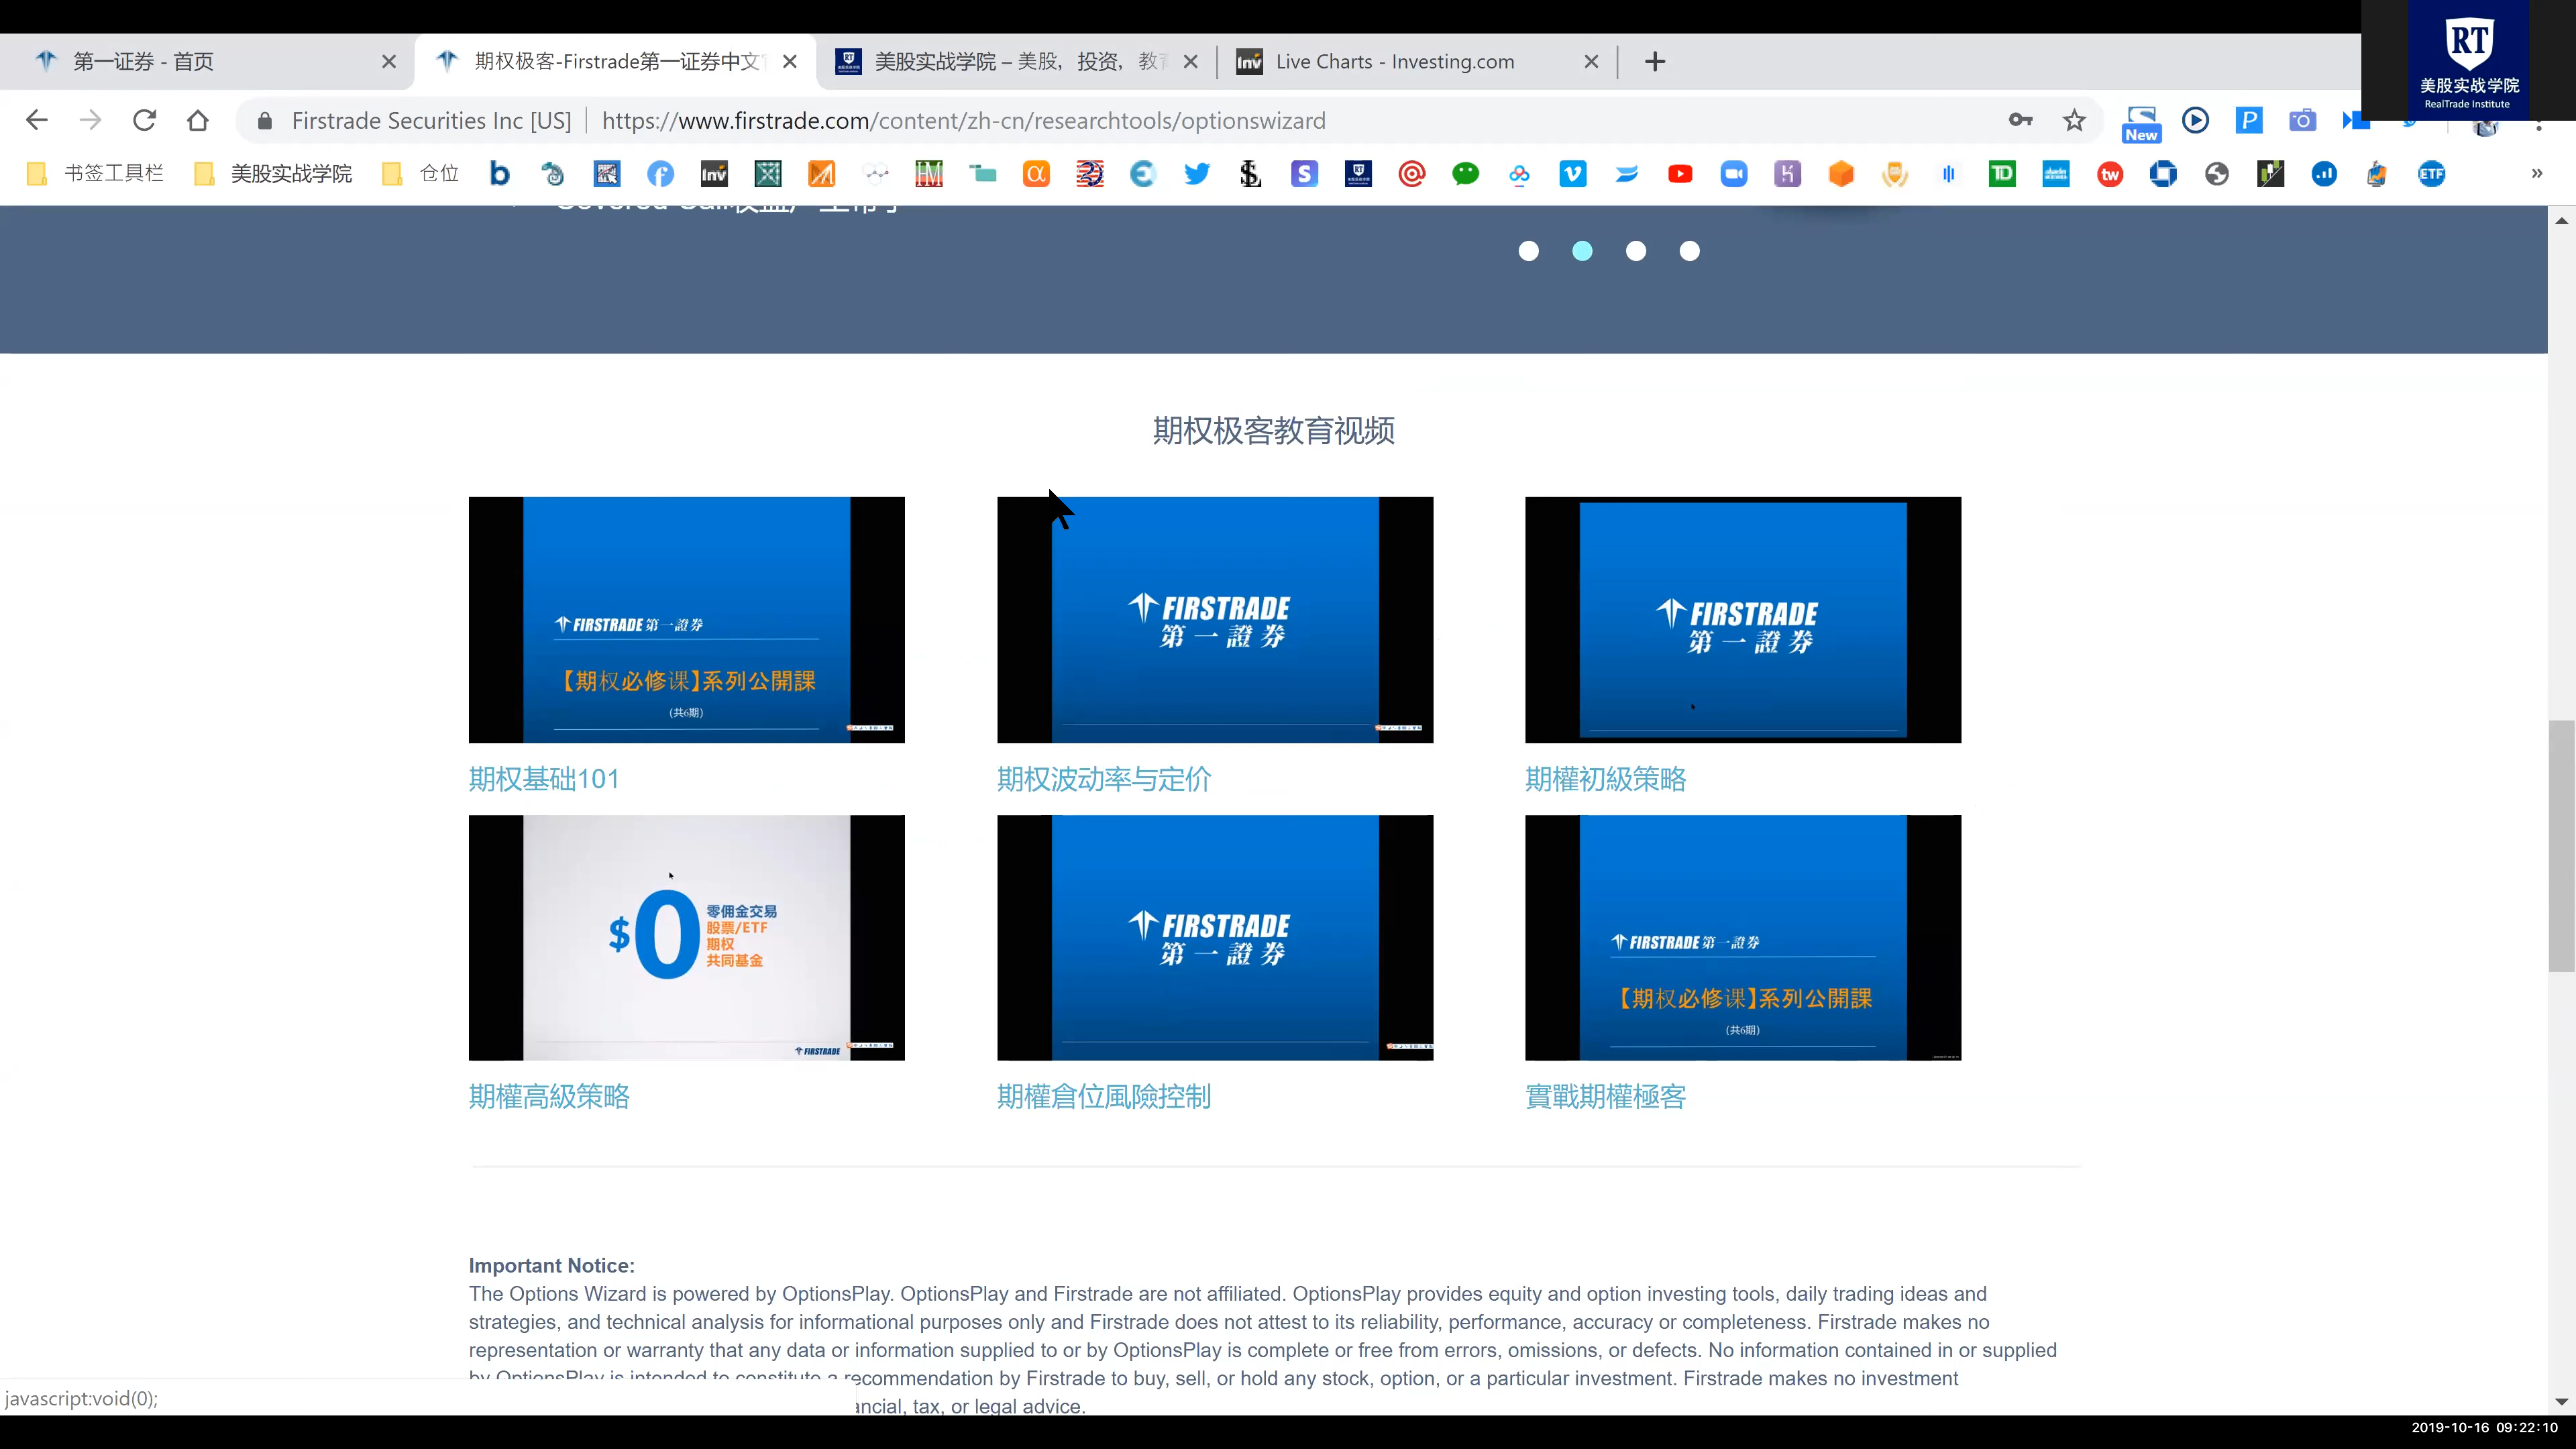 第一证券 - 首页
期权极客-Firstrade第一证券中文
美股实战学院 – 美股, 投资, 教育
Live Charts - Investing.com
RT
美股实战学院
RealTrade Institute
Firstrade Securities Inc [US]
https://www.firstrade.com/content/zh-cn/researchtools/optionswizard
New
书签工具栏
美股实战学院
仓位
期权极客教育视频
FIRSTRADE 第一證券
【期权必修课】系列公開課
(共6期)
FIRSTRADE
第一證券
FIRSTRADE
第一證券
期权基础101
期权波动率与定价
期權初級策略
$0
零佣金交易
股票/ETF
期权
共同基金
FIRSTRADE
FIRSTRADE
第一證券
FIRSTRADE 第一證券
【期权必修课】系列公開課
(共6期)
期權高級策略
期權倉位風險控制
實戰期權極客
Important Notice:
The Options Wizard is powered by OptionsPlay. OptionsPlay and Firstrade are not affiliated. OptionsPlay provides equity and option investing tools, daily trading ideas and
strategies, and technical analysis for informational purposes only and Firstrade does not attest to its reliability, performance, accuracy or completeness. Firstrade makes no
representation or warranty that any data or information supplied to or by OptionsPlay is complete or free from errors, omissions, or defects. No information contained in or supplied
by OptionsPlay is intended to constitute a recommendation by Firstrade to buy, sell, or hold any stock, option, or a particular investment. Firstrade makes no investment
ancial, tax, or legal advice.
javascript:void(0);
2019-10-16 09:22:10